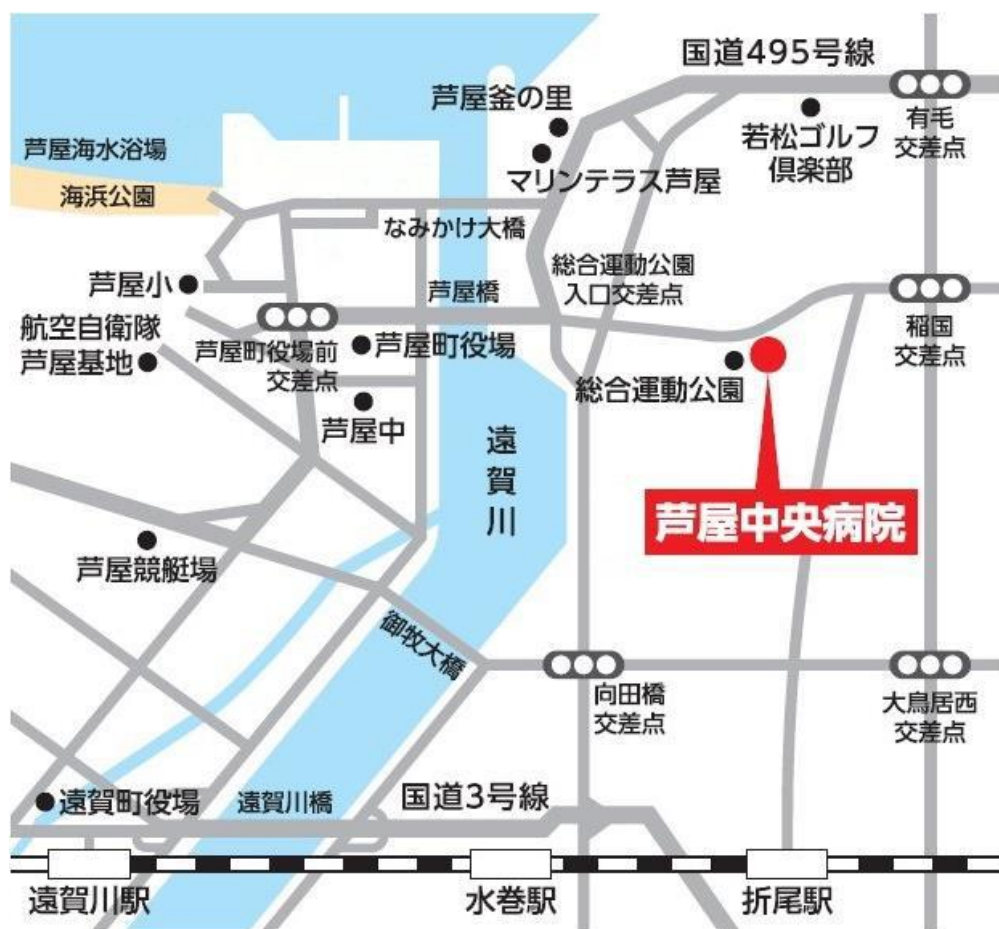 国道495号線
芦屋釜の里
有毛
交差点
若松ゴルフ
倶楽部
芦屋海水浴場
マリンテラス芦屋
海浜公園
なみかけ大橋
総合運動公園
入口交差点
芦屋小
芦屋橋
航空自衛隊
芦屋基地
芦屋町役場前
交差点
芦屋町役場
稲国
交差点
総合運動公園
芦屋中
遠賀川
芦屋中央病院
芦屋競艇場
御牧大橋
向田橋
交差点
大鳥居西
交差点
遠賀町役場
遠賀川橋
国道3号線
遠賀川駅
水巻駅
折尾駅